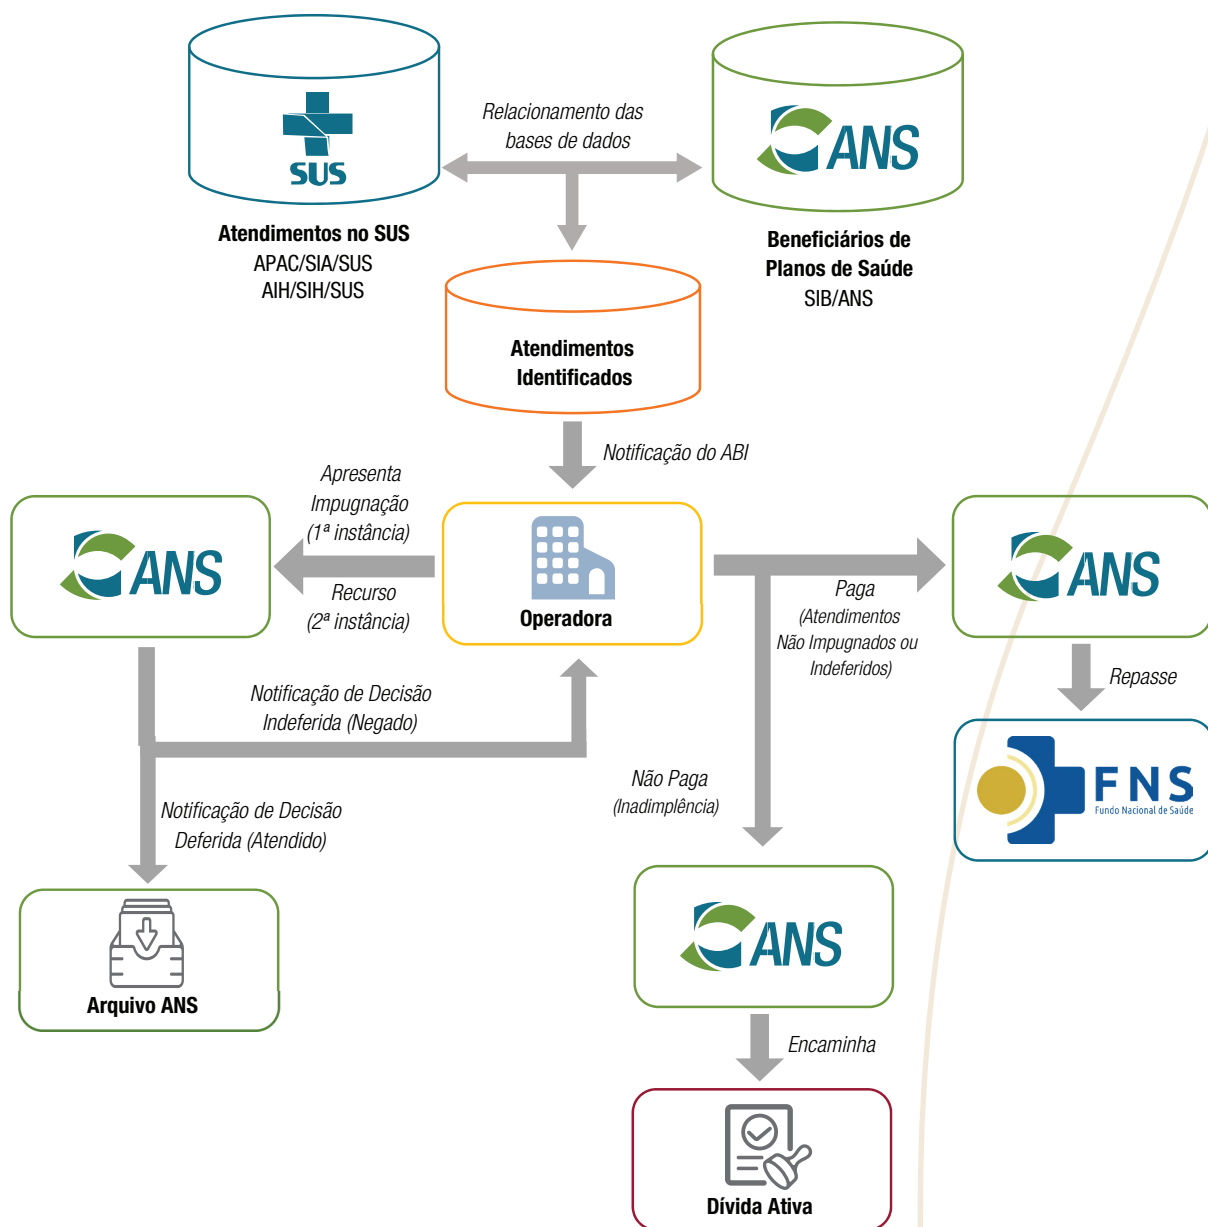 SUS
ANS
Relacionamento das
bases de dados
Atendimentos no SUS
APAC/SIA/SUS
AIH/SIH/SUS
Beneficiários de
Planos de Saúde
SIB/ANS
Atendimentos
Identificados
Notificação do ABI
Apresenta
Impugnação
(1ª instância)
Recurso
(2ª instância)
ANS
Operadora
Paga
(Atendimentos
Não Impugnados ou
Indeferidos)
ANS
Repasse
FNS
Fundo Nacional de Saúde
Notificação de Decisão
Indeferida (Negado)
Notificação de Decisão
Deferida (Atendido)
Não Paga
(Inadimplência)
Arquivo ANS
ANS
Encaminha
Dívida Ativa